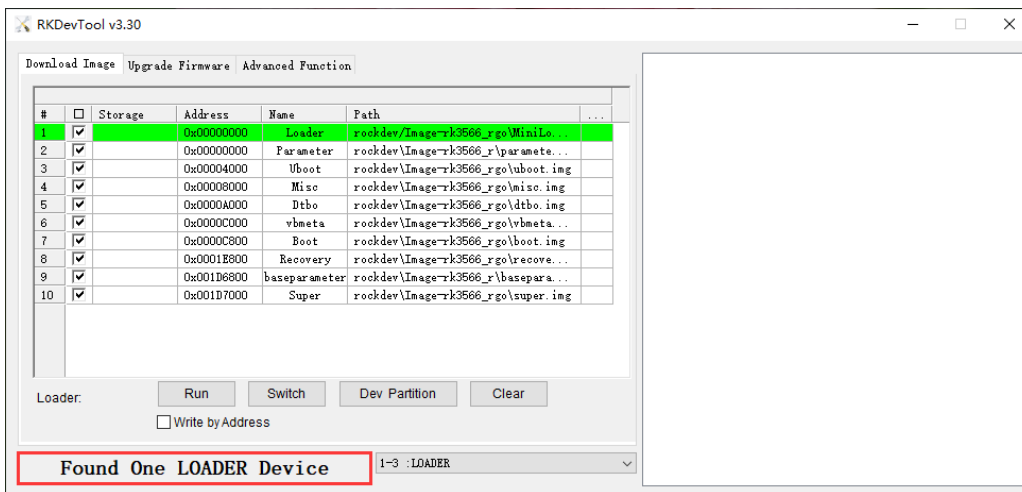 RKDevTool v3.30
Download Image Upgrade Firmware Advanced Function
# Storage Address Name Path ...
1 0x00000000 Loader rockdev/Image-rk3566_rgo\MiniLo...
2 0x00000000 Parameter rockdev\Image-rk3566_r\paramete...
3 0x00004000 Uboot rockdev\Image-rk3566_rgo\uboot.img
4 0x00008000 Misc rockdev\Image-rk3566_rgo\misc.img
5 0x0000A000 Dtbo rockdev\Image-rk3566_rgo\dtbo.img
6 0x0000C000 vbmeta rockdev\Image-rk3566_rgo\vbmeta...
7 0x0000C800 Boot rockdev\Image-rk3566_rgo\boot.img
8 0x0001E800 Recovery rockdev\Image-rk3566_rgo\recove...
9 0x001D6800 baseparameter rockdev\Image-rk3566_r\basepara...
10 0x001D7000 Super rockdev\Image-rk3566_rgo\super.img
Loader: Run Switch Dev Partition Clear
Write by Address
Found One LOADER Device 1-3 :LOADER